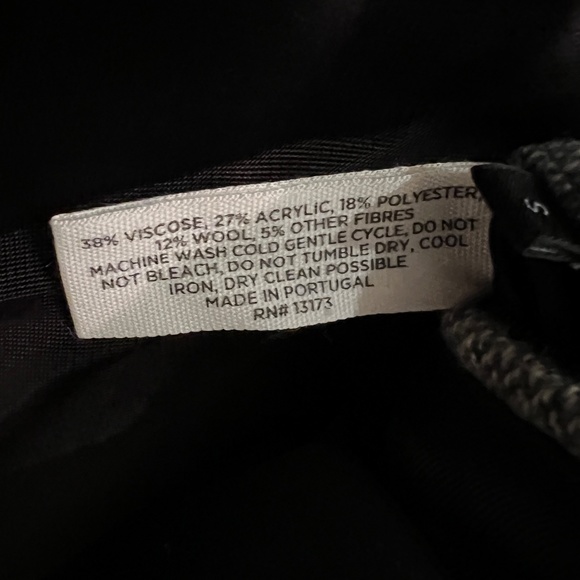 38% VISCOSE, 27% ACRYLIC, 18% POLYESTER,
12% WOOL, 5% OTHER FIBRES
MACHINE WASH COLD GENTLE CYCLE, DO NOT
NOT BLEACH, DO NOT TUMBLE DRY, COOL
IRON, DRY CLEAN POSSIBLE
MADE IN PORTUGAL
RN# 13173
S